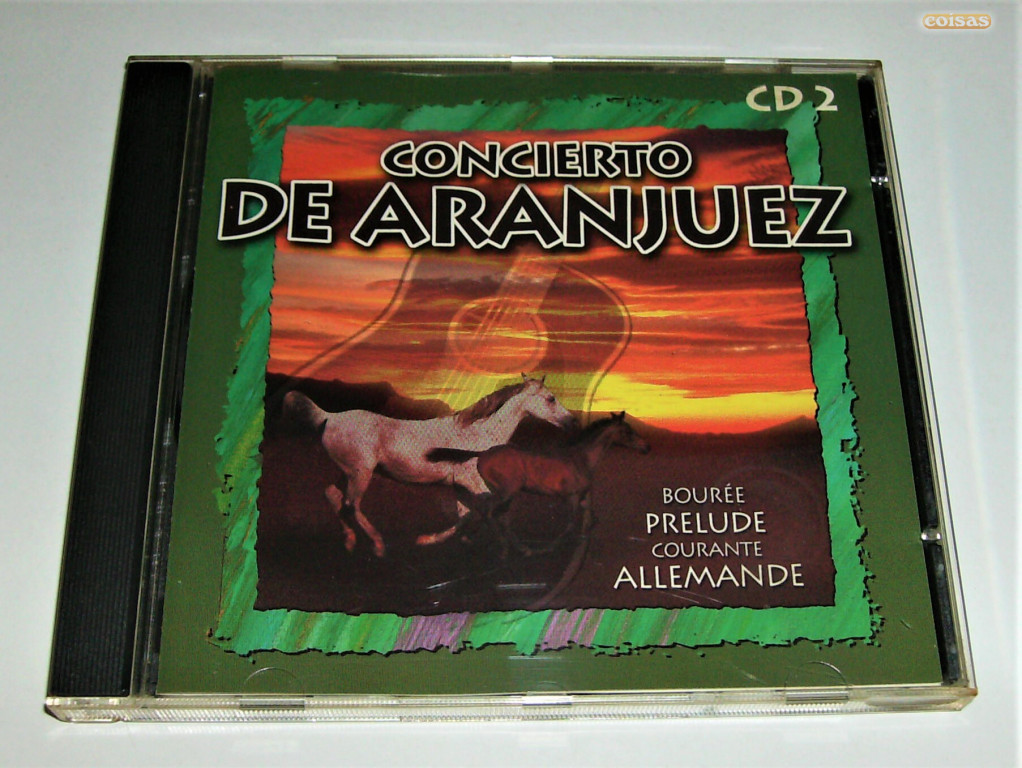 coisas
CD 2
CONCIERTO
DE ARANJUEZ
BOURÉE
PRELUDE
COURANTE
ALLEMANDE